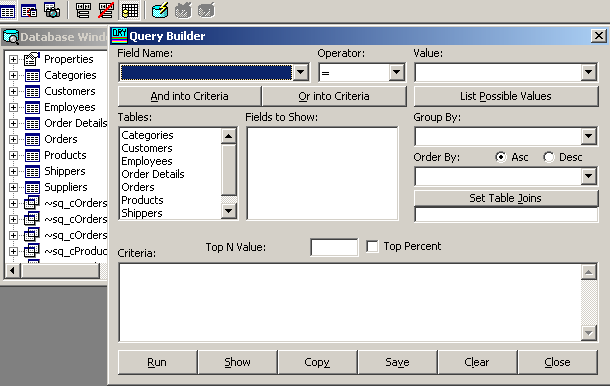 Database Windo
Properties
Categories
Customers
Employees
Order Details
Orders
Products
Shippers
Suppliers
~sq_cOrders
~sq_cOrders
~sq_cProduc
QRY Query Builder
Field Name:
Operator:
Value:
=
And into Criteria
Or into Criteria
List Possible Values
Tables:
Fields to Show:
Group By:
Categories
Customers
Employees
Order Details
Orders
Products
Shippers
Order By:
Asc
Desc
Set Table Joins
Top N Value:
Top Percent
Criteria:
Run
Show
Copy
Save
Clear
Close